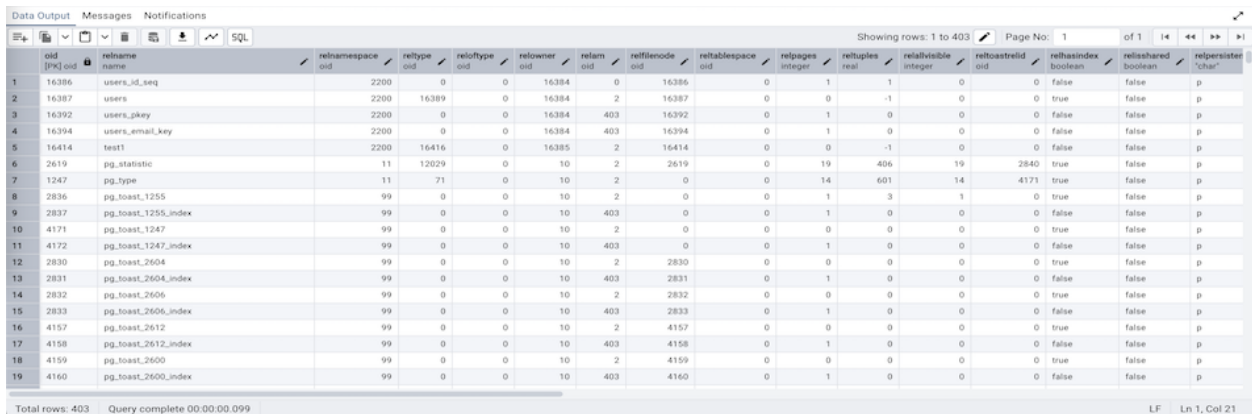 Data Output Messages Notifications
SQL Showing rows: 1 to 403 Page No: 1 of 1
oid [PK] oid relname name relnamespace oid reltype oid reloftype oid relowner oid relam oid relfilenode oid reltablespace oid relpages integer reltuples real relallvisible integer reltoastrelid oid relhasindex boolean relisshared boolean relpersisten "char"
1 16386 users_id_seq 2200 0 0 16384 0 16386 0 1 1 0 0 false false p
2 16387 users 2200 16389 0 16384 2 16387 0 0 -1 0 0 true false p
3 16392 users_pkey 2200 0 0 16384 403 16392 0 1 0 0 0 false false p
4 16394 users_email_key 2200 0 0 16384 403 16394 0 1 0 0 0 false false p
5 16414 test1 2200 16416 0 16385 2 16414 0 0 -1 0 0 false false p
6 2619 pg_statistic 11 12029 0 10 2 2619 0 19 406 19 2840 true false p
7 1247 pg_type 11 71 0 10 2 0 0 14 601 14 4171 true false p
8 2836 pg_toast_1255 99 0 0 10 2 0 0 1 3 1 0 true false p
9 2837 pg_toast_1255_index 99 0 0 10 403 0 0 1 0 0 0 false false p
10 4171 pg_toast_1247 99 0 0 10 2 0 0 0 0 0 0 true false p
11 4172 pg_toast_1247_index 99 0 0 10 403 0 0 1 0 0 0 false false p
12 2830 pg_toast_2604 99 0 0 10 2 2830 0 0 0 0 0 true false p
13 2831 pg_toast_2604_index 99 0 0 10 403 2831 0 1 0 0 0 false false p
14 2832 pg_toast_2606 99 0 0 10 2 2832 0 0 0 0 0 true false p
15 2833 pg_toast_2606_index 99 0 0 10 403 2833 0 1 0 0 0 false false p
16 4157 pg_toast_2612 99 0 0 10 2 4157 0 0 0 0 0 true false p
17 4158 pg_toast_2612_index 99 0 0 10 403 4158 0 1 0 0 0 false false p
18 4159 pg_toast_2600 99 0 0 10 2 4159 0 0 0 0 0 true false p
19 4160 pg_toast_2600_index 99 0 0 10 403 4160 0 1 0 0 0 false false p
Total rows: 403 Query complete 00:00:00.099 LF Ln 1, Col 21